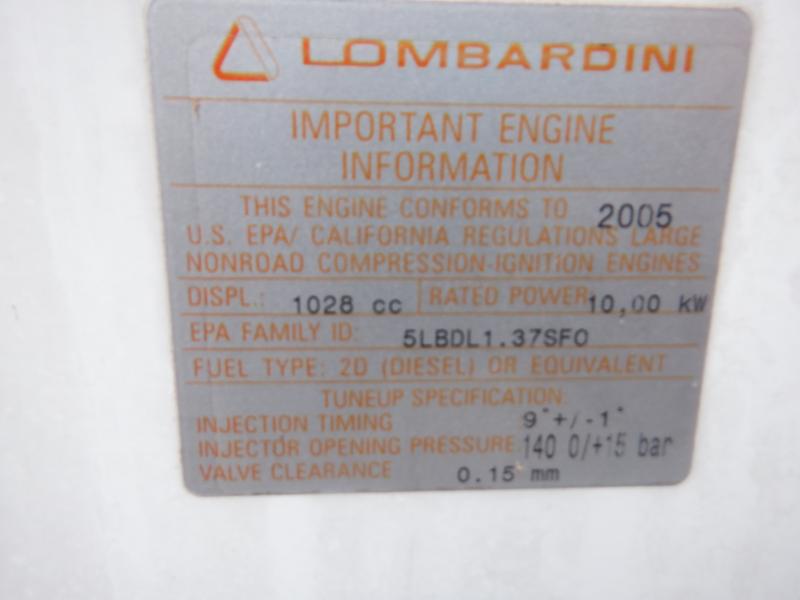 LOMBARDINI
IMPORTANT ENGINE
INFORMATION
THIS ENGINE CONFORMS TO 2005
U.S. EPA/ CALIFORNIA REGULATIONS LARGE
NONROAD COMPRESSION-IGNITION ENGINES
DISPL.: 1028 cc RATED POWER: 10,00 kW
EPA FAMILY ID: 5LBDL1.37SF0
FUEL TYPE: 2D (DIESEL) OR EQUIVALENT
TUNEUP SPECIFICATION:
INJECTION TIMING 9°+/-1°
INJECTOR OPENING PRESSURE 140 0/+15 bar
VALVE CLEARANCE 0.15 mm